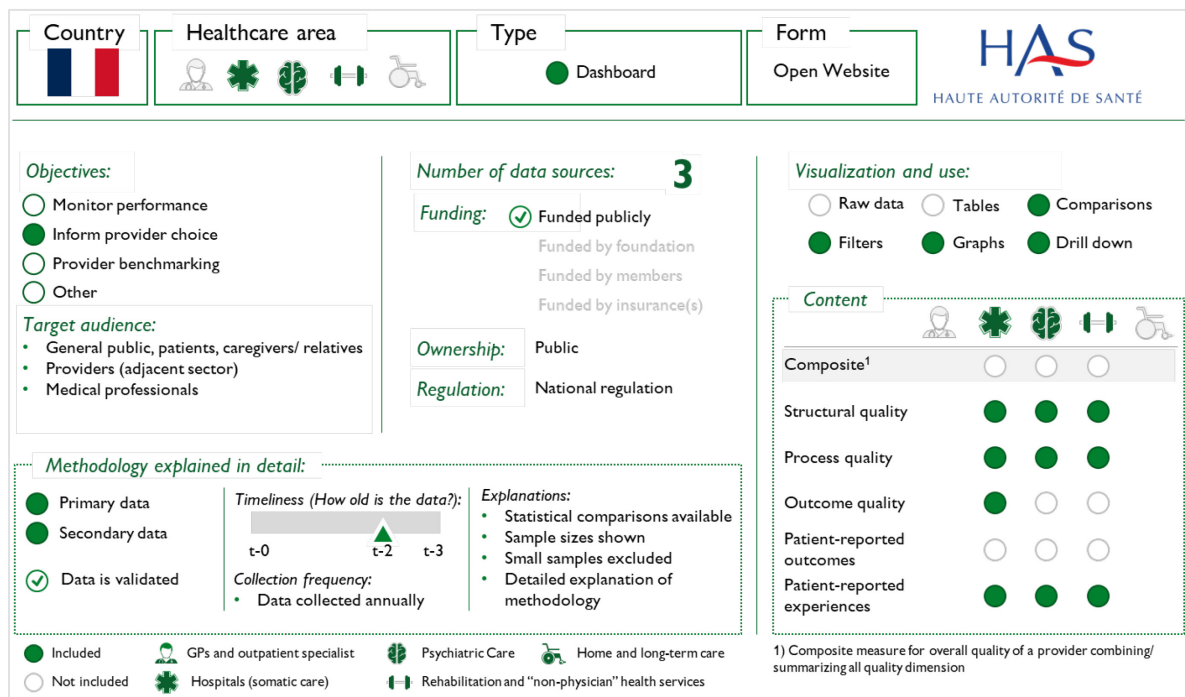 Country
Healthcare area
Type
Dashboard
Form
Open Website
HAS
HAUTE AUTORITÉ DE SANTÉ
Objectives:
Monitor performance
Inform provider choice
Provider benchmarking
Other
Target audience:
• General public, patients, caregivers/ relatives
• Providers (adjacent sector)
• Medical professionals
Number of data sources: 3
Funding: Funded publicly
Funded by foundation
Funded by members
Funded by insurance(s)
Ownership: Public
Regulation: National regulation
Visualization and use:
Raw data Tables Comparisons
Filters Graphs Drill down
Content
Composite1
Structural quality
Process quality
Outcome quality
Patient-reported
outcomes
Patient-reported
experiences
Methodology explained in detail:
Primary data
Secondary data
Data is validated
Timeliness (How old is the data?):
t-0 t-2 t-3
Collection frequency:
• Data collected annually
Explanations:
• Statistical comparisons available
• Sample sizes shown
• Small samples excluded
• Detailed explanation of
methodology
Included GPs and outpatient specialist Psychiatric Care Home and long-term care
Not included Hospitals (somatic care) Rehabilitation and “non-physician” health services
1) Composite measure for overall quality of a provider combining/
summarizing all quality dimension